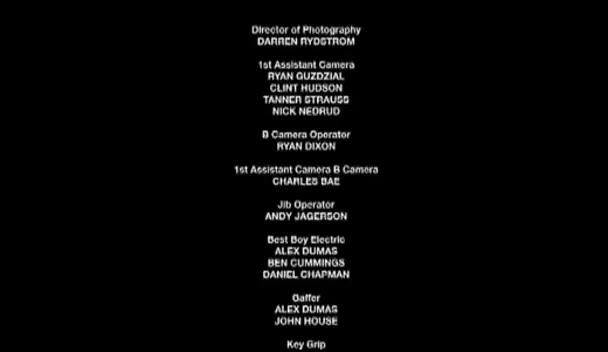 Director of Photography
DARREN RYDSTROM
1st Assistant Camera
RYAN GUZDZIAL
CLINT HUDSON
TANNER STRAUSS
NICK NEDRUD
B Camera Operator
RYAN DIXON
1st Assistant Camera B Camera
CHARLES BAE
Jib Operator
ANDY JAGERSON
Best Boy Electric
ALEX DUMAS
BEN CUMMINGS
DANIEL CHAPMAN
Gaffer
ALEX DUMAS
JOHN HOUSE
Key Grip